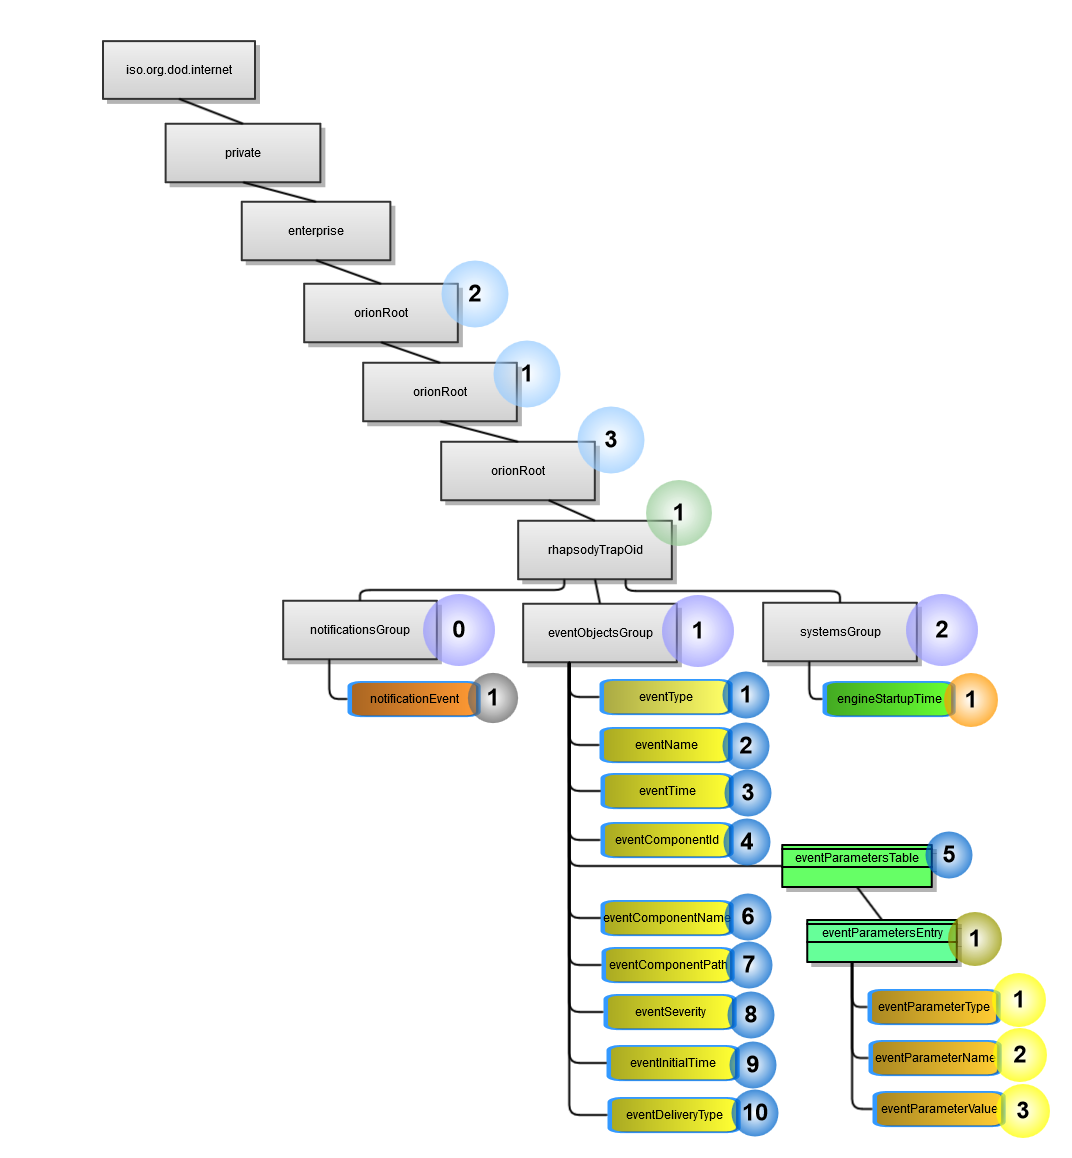 iso.org.dod.internet
private
enterprise
orionRoot
2
orionRoot
1
orionRoot
3
rhapsodyTrapOid
1
notificationsGroup
0
eventObjectsGroup
1
systemsGroup
2
notificationEvent
1
eventType
1
engineStartupTime
1
eventName
2
eventTime
3
eventComponentId
4
eventParametersTable
5
eventComponentName
6
eventParametersEntry
1
eventComponentPath
7
eventSeverity
8
eventParameterType
1
eventInitialTime
9
eventParameterName
2
eventDeliveryType
10
eventParameterValue
3